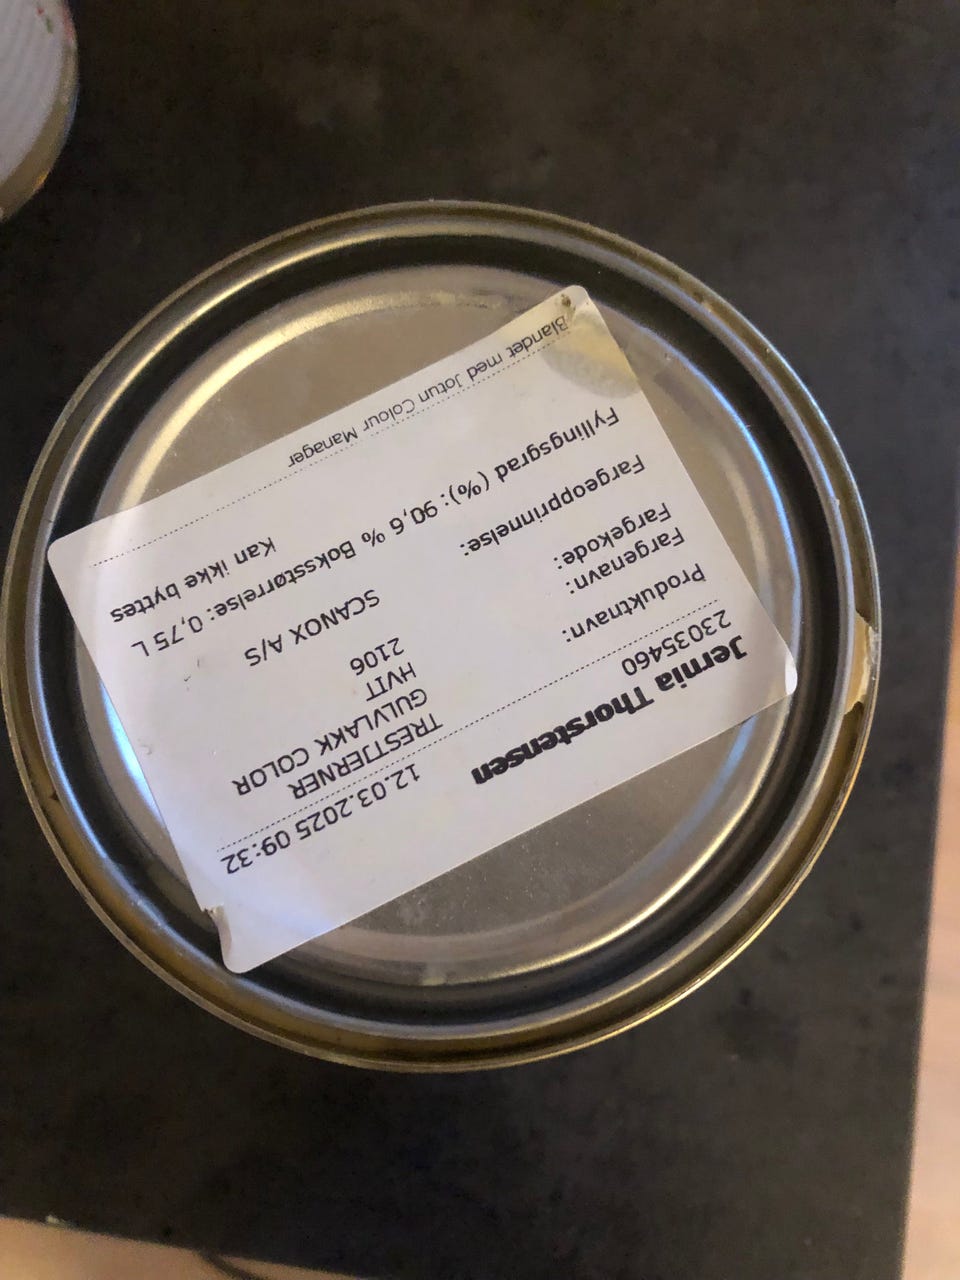 Jernia Thorstensen
23035460 12.03.2025 09:32
Produktnavn: TRESTJERNER
GULVLAKK COLOR
Fargenavn: HVIT
Fargekode: 2106
Fargeopprinnelse: SCANOX A/S
Fyllingsgrad (%): 90,6 % Boksstørrelse: 0,75 L
Kan ikke byttes
Blandet med Jotun Colour Manager